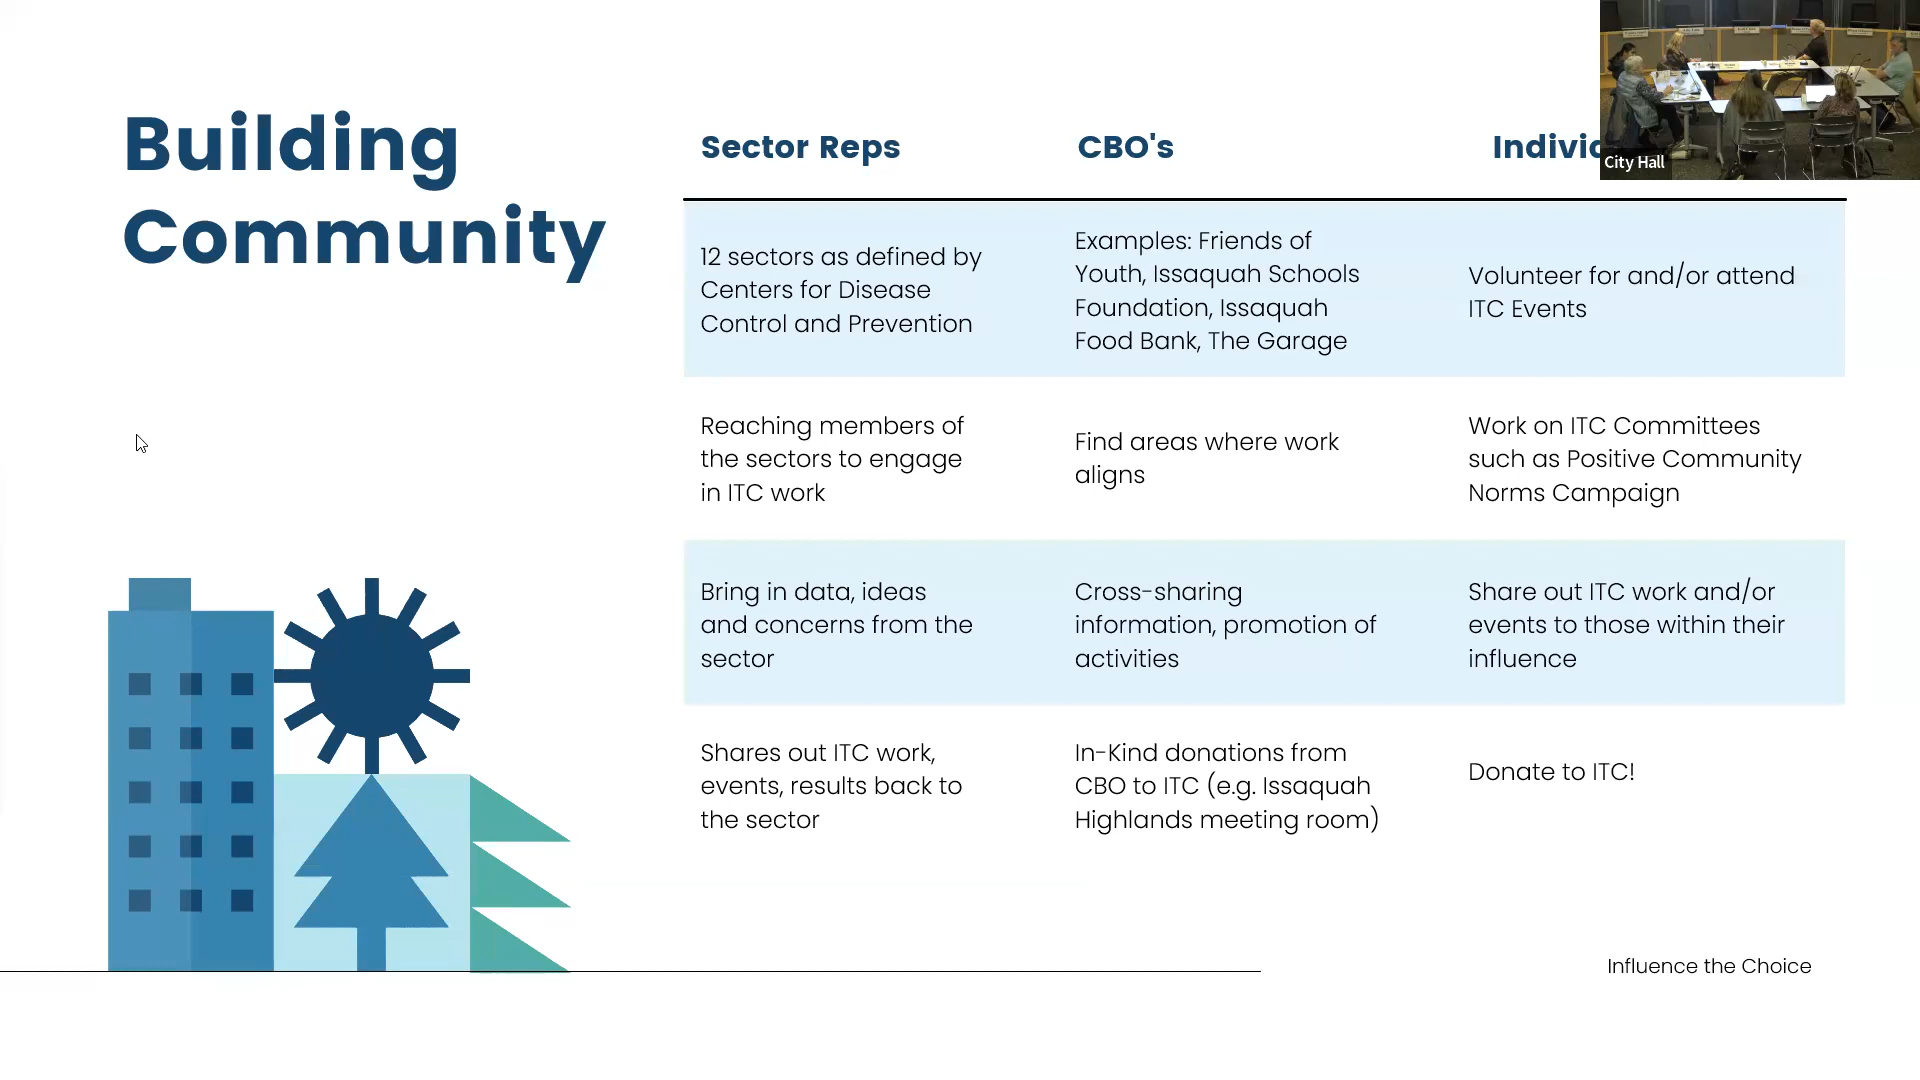 Building
Community
Sector Reps
CBO's
City Hall
12 sectors as defined by
Centers for Disease
Control and Prevention
Examples: Friends of
Youth, Issaquah Schools
Foundation, Issaquah
Food Bank, The Garage
Volunteer for and/or attend
ITC Events
Reaching members of
the sectors to engage
in ITC work
Find areas where work
aligns
Work on ITC Committees
such as Positive Community
Norms Campaign
Bring in data, ideas
and concerns from the
sector
Cross-sharing
information, promotion of
activities
Share out ITC work and/or
events to those within their
influence
Shares out ITC work,
events, results back to
the sector
In-Kind donations from
CBO to ITC (e.g. Issaquah
Highlands meeting room)
Donate to ITC!
Influence the Choice